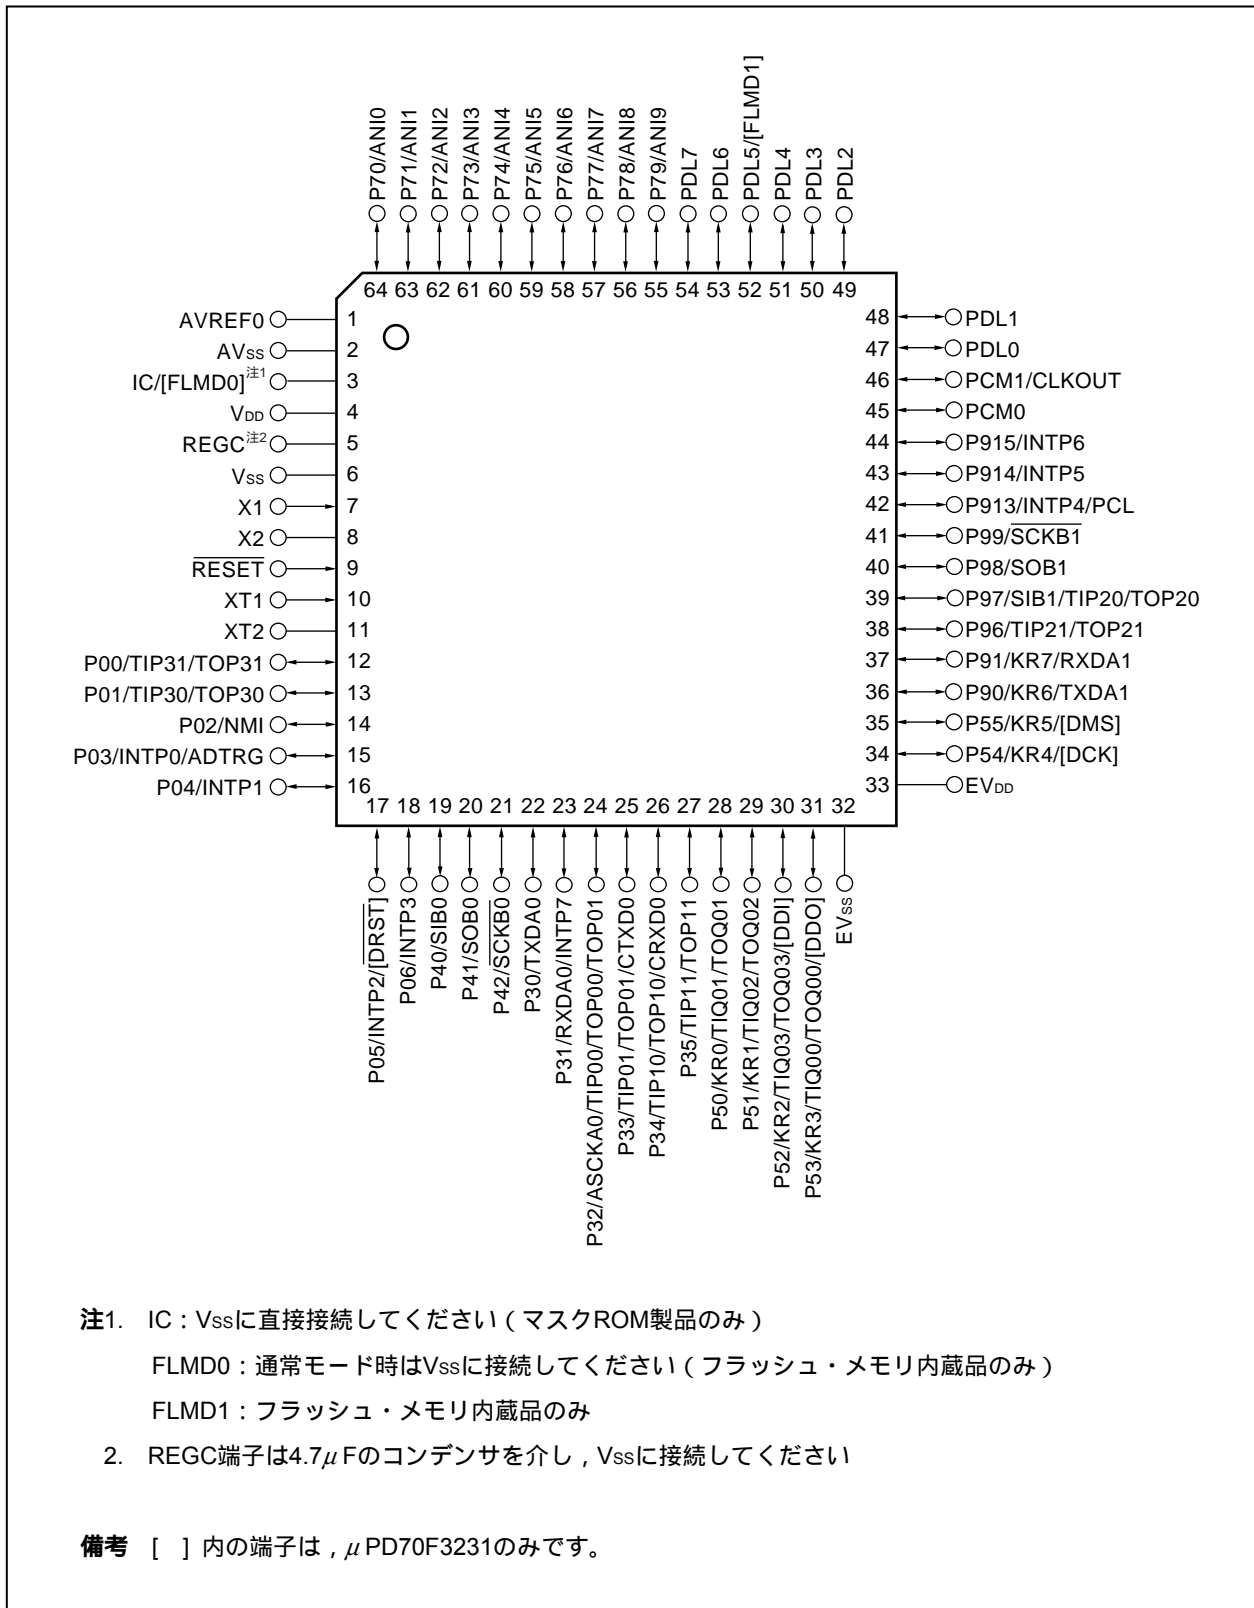 P70/ANI0
P71/ANI1
P72/ANI2
P73/ANI3
P74/ANI4
P75/ANI5
P76/ANI6
P77/ANI7
P78/ANI8
P79/ANI9
PDL7
PDL6
PDL5/[FLMD1]
PDL4
PDL3
PDL2
64 63 62 61 60 59 58 57 56 55 54 53 52 51 50 49
AVREF0 1
AVSS 2
IC/[FLMD0]注1 3
VDD 4
REGC注2 5
VSS 6
X1 7
X2 8
RESET 9
XT1 10
XT2 11
P00/TIP31/TOP31 12
P01/TIP30/TOP30 13
P02/NMI 14
P03/INTP0/ADTRG 15
P04/INTP1 16
48 PDL1
47 PDL0
46 PCM1/CLKOUT
45 PCM0
44 P915/INTP6
43 P914/INTP5
42 P913/INTP4/PCL
41 P99/SCKB1
40 P98/SOB1
39 P97/SIB1/TIP20/TOP20
38 P96/TIP21/TOP21
37 P91/KR7/RXDA1
36 P90/KR6/TXDA1
35 P55/KR5/[DMS]
34 P54/KR4/[DCK]
33 EVDD
17 18 19 20 21 22 23 24 25 26 27 28 29 30 31 32
P05/INTP2/[DRST]
P06/INTP3
P40/SIB0
P41/SOB0
P42/SCKB0
P30/TXDA0
P31/RXDA0/INTP7
P32/ASCKA0/TIP00/TOP00/TOP01
P33/TIP01/TOP01/CTXD0
P34/TIP10/TOP10/CRXD0
P35/TIP11/TOP11
P50/KR0/TIQ01/TOQ01
P51/KR1/TIQ02/TOQ02
P52/KR2/TIQ03/TOQ03/[DDI]
P53/KR3/TIQ00/TOQ00/[DDO]
EVSS
注1. IC：VSSに直接接続してください（マスクROM製品のみ）
FLMD0：通常モード時はVSSに接続してください（フラッシュ・メモリ内蔵品のみ）
FLMD1：フラッシュ・メモリ内蔵品のみ
2. REGC端子は4.7μFのコンデンサを介し，VSSに接続してください
備考 [ ] 内の端子は，μPD70F3231のみです。